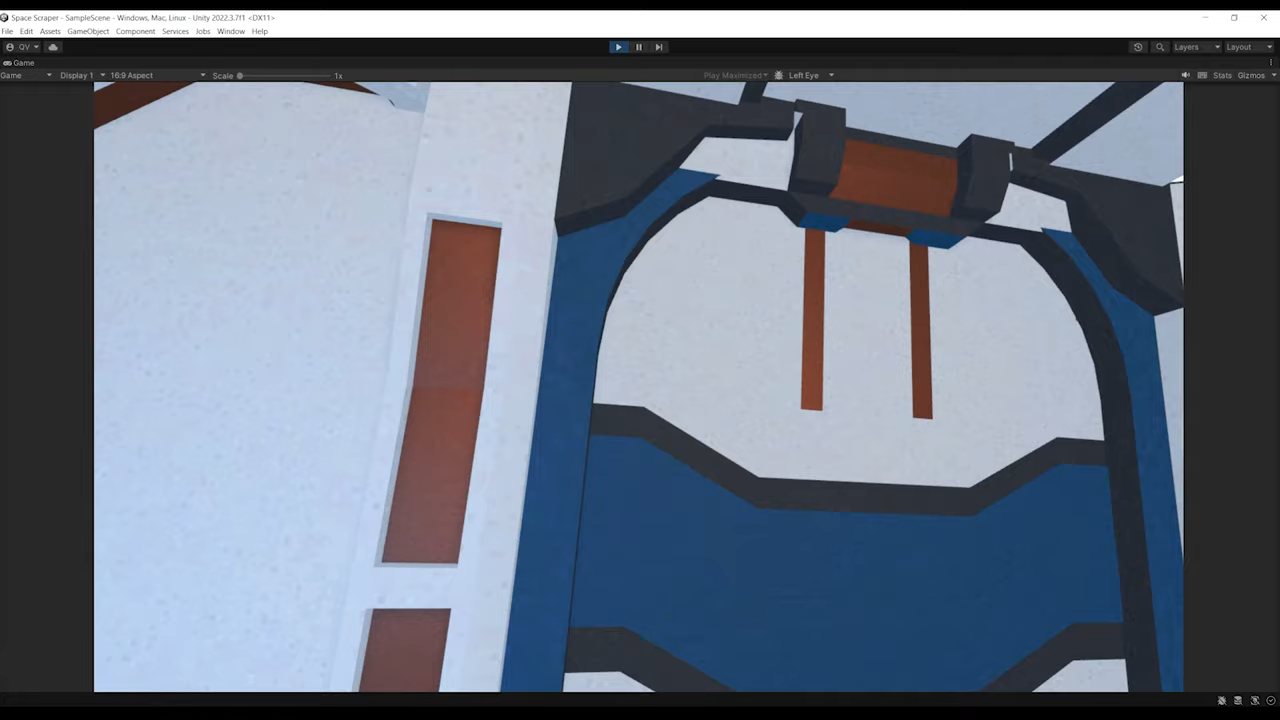 Space Scraper - SampleScene - Windows, Mac, Linux - Unity 2022.3.7f1 <DX11>
File Edit Assets GameObject Component Services Jobs Window Help
QV Layers Layout
Game
Game Display 1 16:9 Aspect Scale 1x Play Maximized Left Eye Stats Gizmos